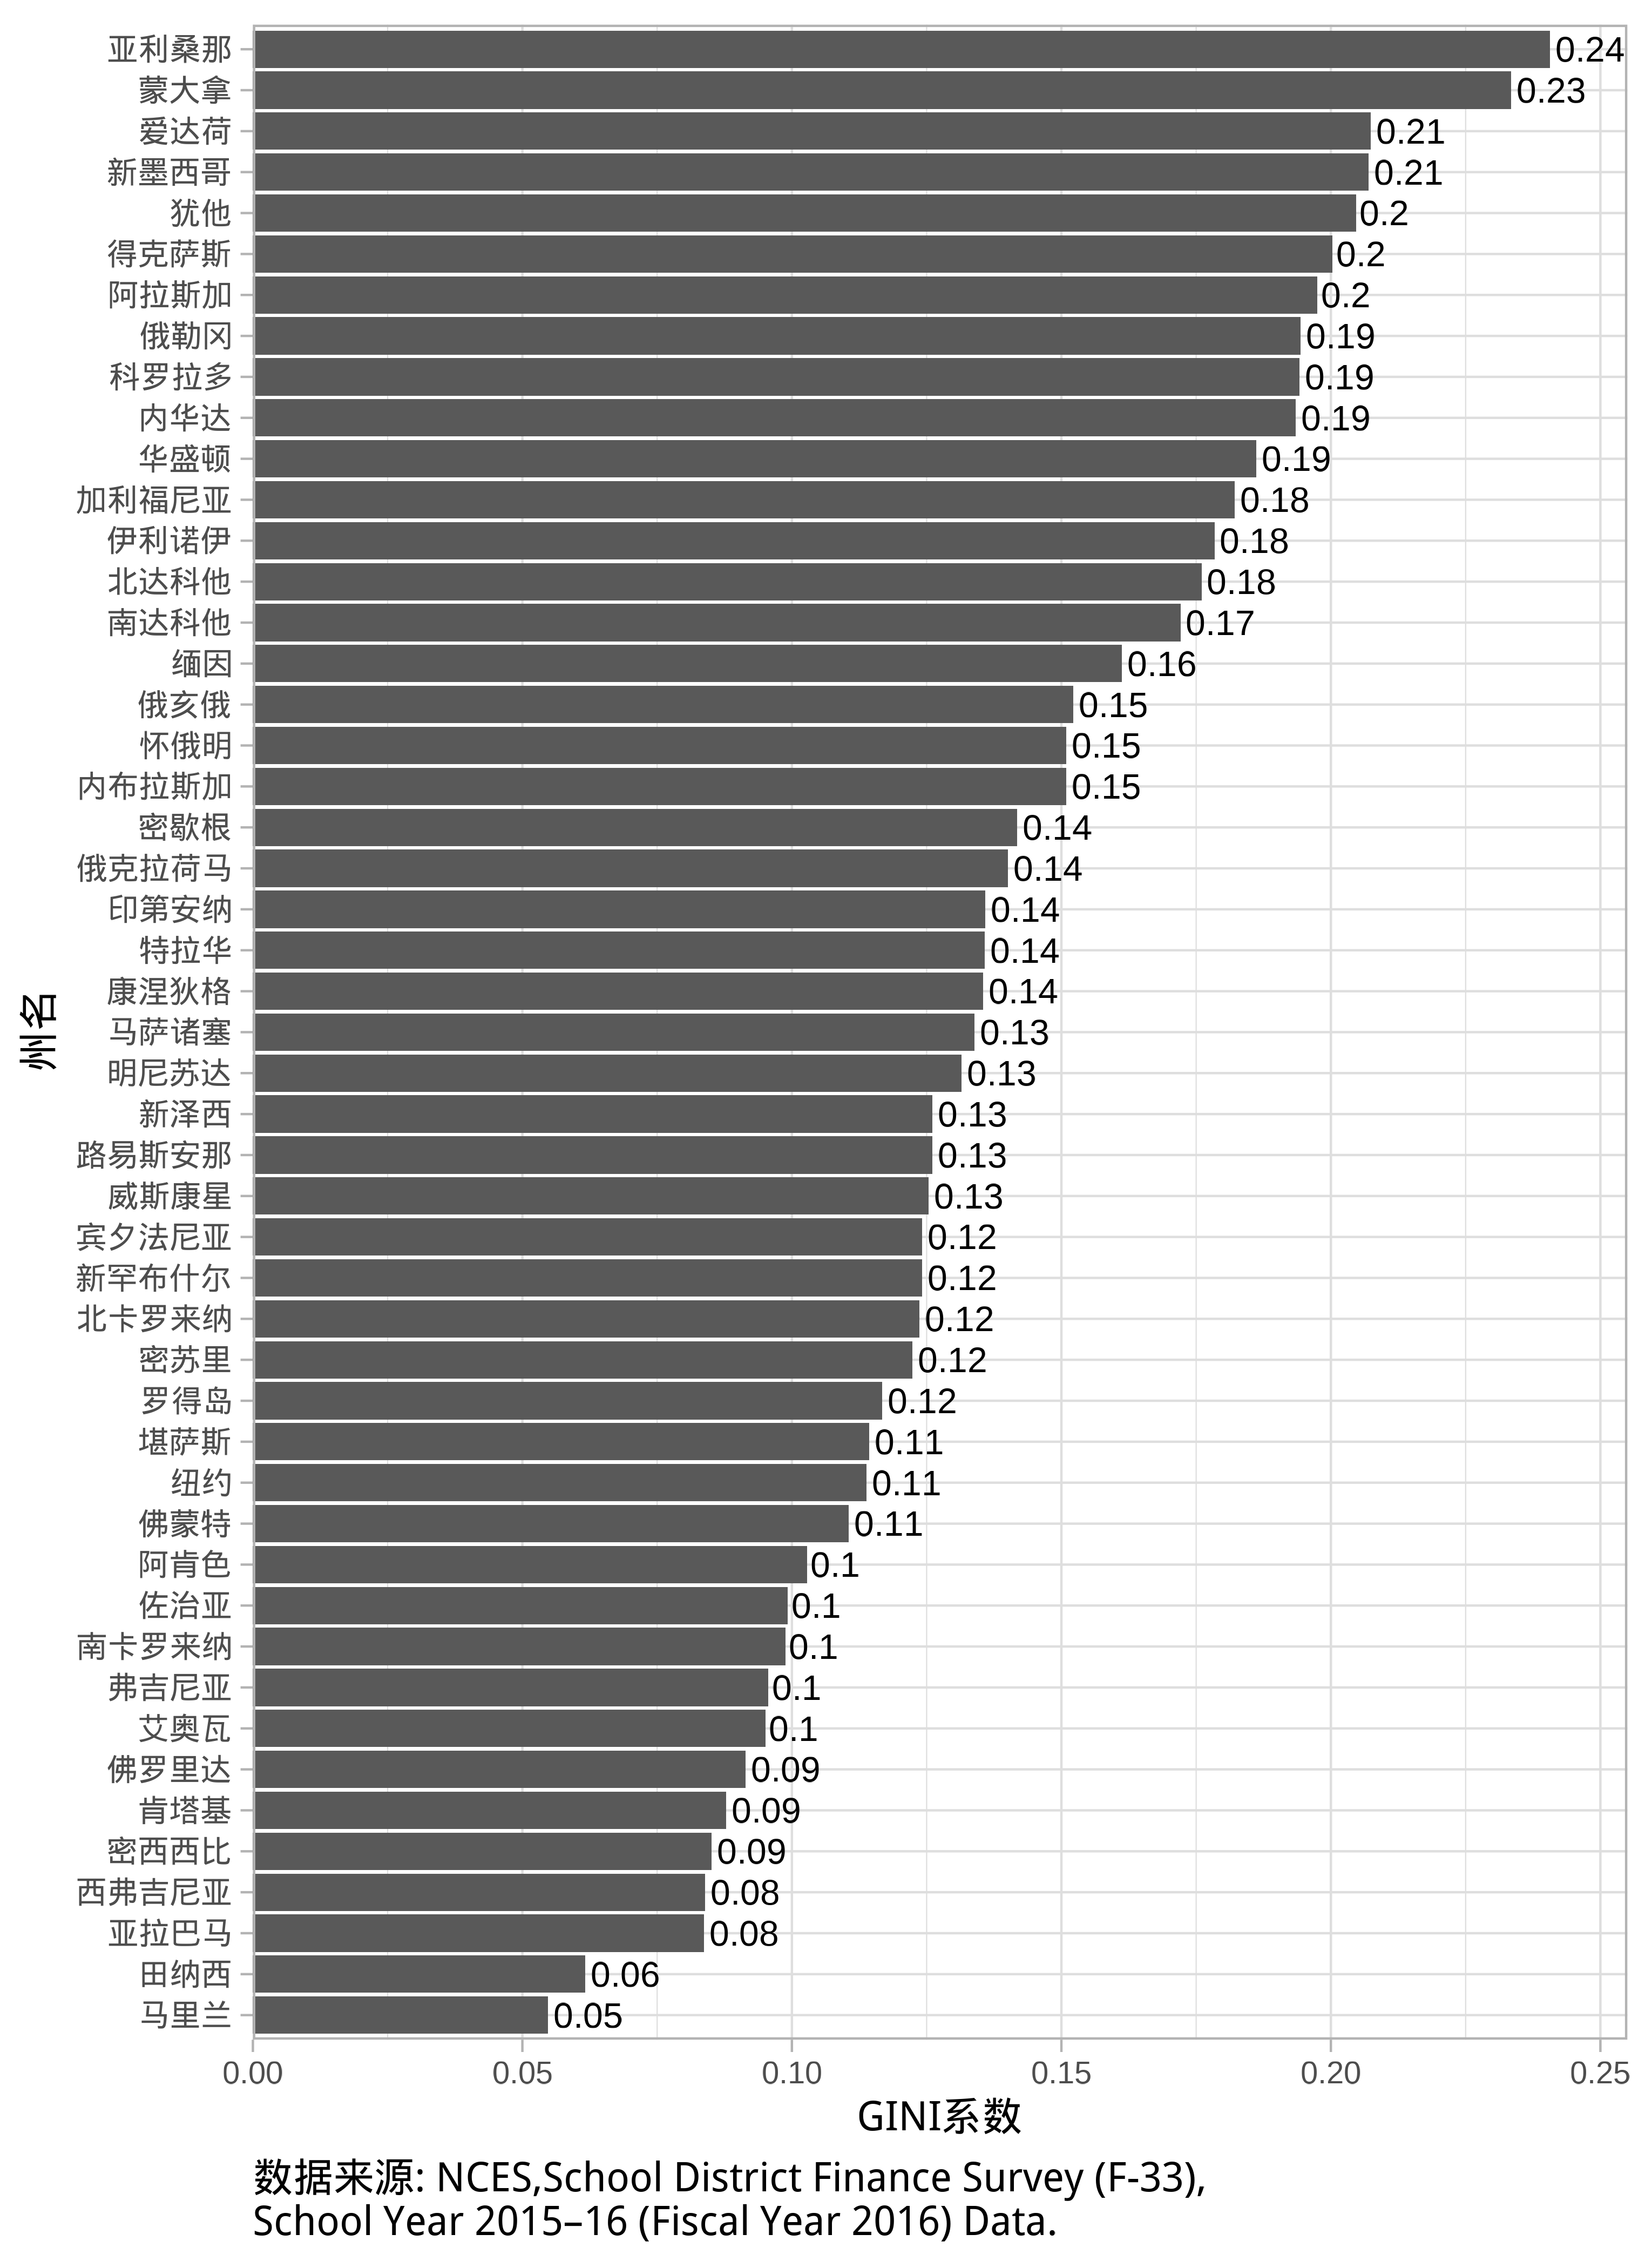 亚利桑那 0.24
蒙大拿 0.23
爱达荷 0.21
新墨西哥 0.21
犹他 0.2
得克萨斯 0.2
阿拉斯加 0.2
俄勒冈 0.19
科罗拉多 0.19
内华达 0.19
华盛顿 0.19
加利福尼亚 0.18
伊利诺伊 0.18
北达科他 0.18
南达科他 0.17
缅因 0.16
俄亥俄 0.15
怀俄明 0.15
内布拉斯加 0.15
密歇根 0.14
俄克拉荷马 0.14
印第安纳 0.14
特拉华 0.14
康涅狄格 0.14
马萨诸塞 0.13
明尼苏达 0.13
新泽西 0.13
路易斯安那 0.13
威斯康星 0.13
宾夕法尼亚 0.12
新罕布什尔 0.12
北卡罗来纳 0.12
密苏里 0.12
罗得岛 0.12
堪萨斯 0.11
纽约 0.11
佛蒙特 0.11
阿肯色 0.1
佐治亚 0.1
南卡罗来纳 0.1
弗吉尼亚 0.1
艾奥瓦 0.1
佛罗里达 0.09
肯塔基 0.09
密西西比 0.09
西弗吉尼亚 0.08
亚拉巴马 0.08
田纳西 0.06
马里兰 0.05
州名
0.00 0.05 0.10 0.15 0.20 0.25
GINI系数
数据来源: NCES,School District Finance Survey (F-33),
School Year 2015–16 (Fiscal Year 2016) Data.